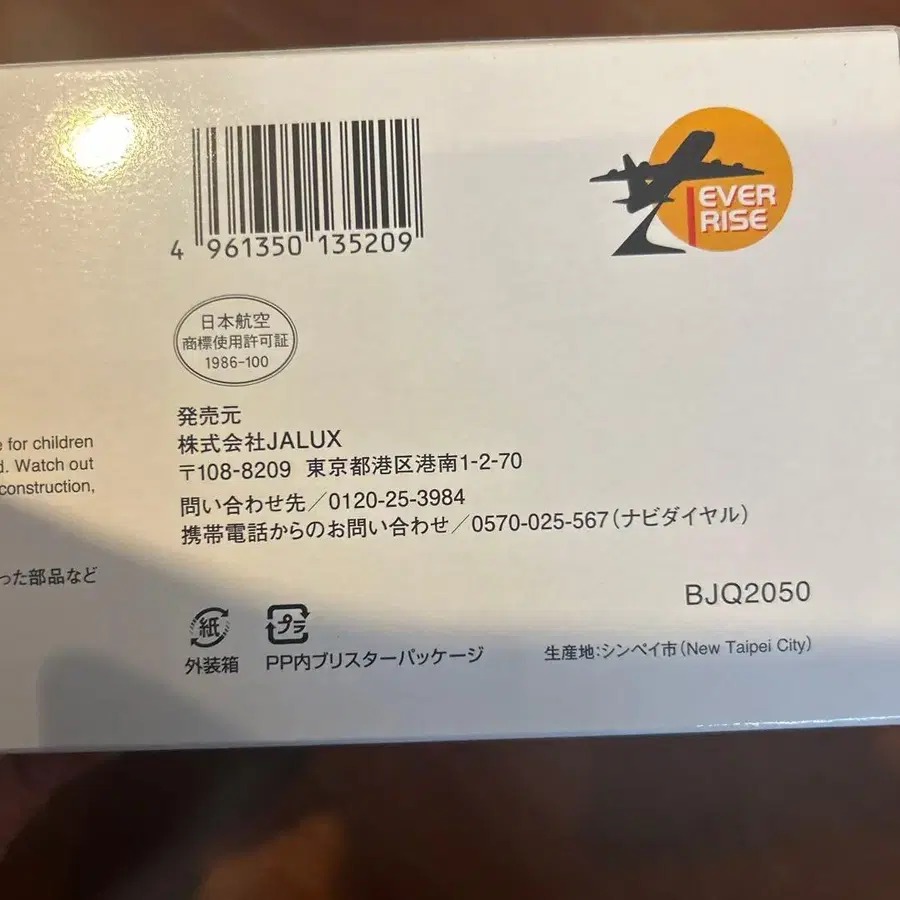 4 961350 135209
EVER
RISE
日本航空
商標使用許可証
1986-100
発売元
株式会社JALUX
〒108-8209 東京都港区港南1-2-70
問い合わせ先／0120-25-3984
携帯電話からのお問い合わせ／0570-025-567（ナビダイヤル）
for children
d. Watch out
construction,
った部品など
BJQ2050
紙
外装箱
プラ
PP内ブリスターパッケージ
生産地：シンペイ市（New Taipei City）